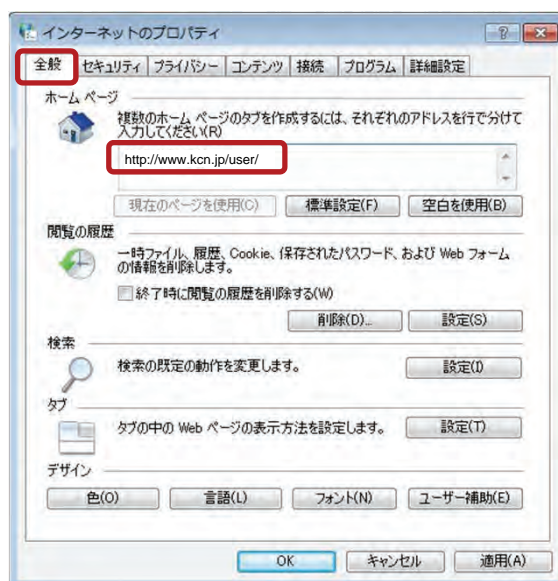 インターネットのプロパティ
全般 セキュリティ プライバシー コンテンツ 接続 プログラム 詳細設定
ホーム ページ
複数のホーム ページのタブを作成するには、それぞれのアドレスを行で分けて
入力してください(R)
http://www.kcn.jp/user/
現在のページを使用(C) 標準設定(F) 空白を使用(B)
閲覧の履歴
一時ファイル、履歴、Cookie、保存されたパスワード、および Web フォーム
の情報を削除します。
終了時に閲覧の履歴を削除する(W)
削除(D)... 設定(S)
検索
検索の既定の動作を変更します。 設定(I)
タブ
タブの中の Web ページの表示方法を設定します。 設定(T)
デザイン
色(O) 言語(L) フォント(N) ユーザー補助(E)
OK キャンセル 適用(A)